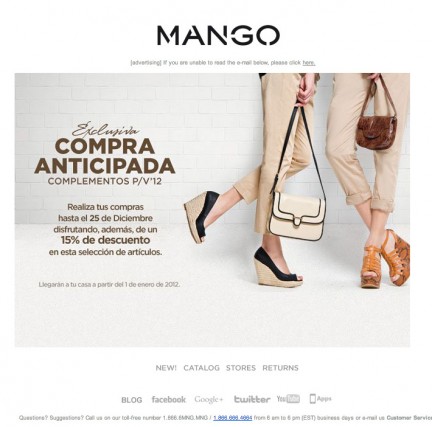 MANGO
[advertising] If you are unable to read the e-mail below, please click here.
Exclusiva
COMPRA
ANTICIPADA
COMPLEMENTOS P/V'12
Realiza tus compras
hasta el 25 de Diciembre
disfrutando, además, de un
15% de descuento
en esta selección de artículos.
Llegarán a tu casa a partir del 1 de enero de 2012.
NEW! CATALOG STORES RETURNS
BLOG facebook Google+ twitter YouTube Apps
Questions? Suggestions? Call us on our toll-free number 1.866.6MNG.MNG / 1.866.666.4664 from 8 am to 6 pm (EST) business days or e-mail us Customer Service